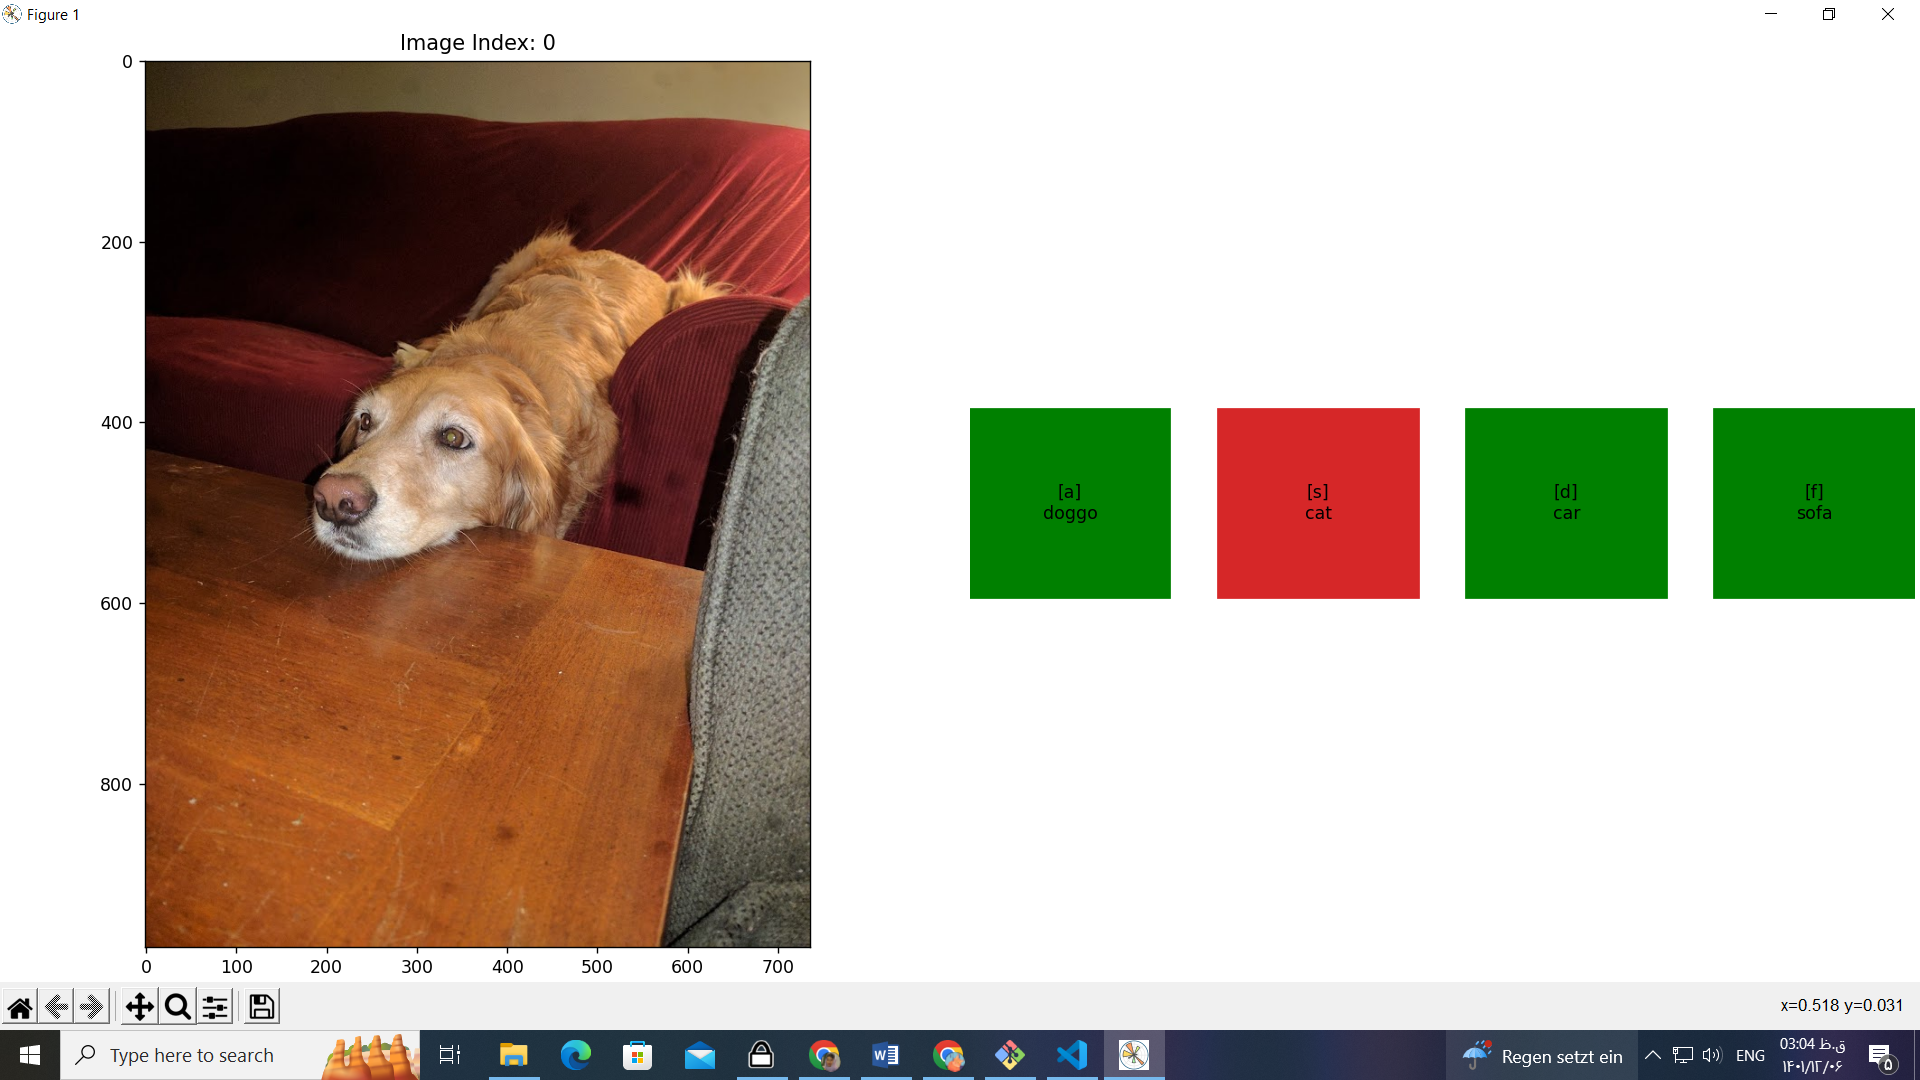 Figure 1
Image Index: 0
0
200
400
600
800
0 100 200 300 400 500 600 700
[a]
doggo
[s]
cat
[d]
car
[f]
sofa
x=0.518 y=0.031
Type here to search
Regen setzt ein
ENG
03:04 ق.ظ
۱۴۰۱/۱۲/۰۶
۵